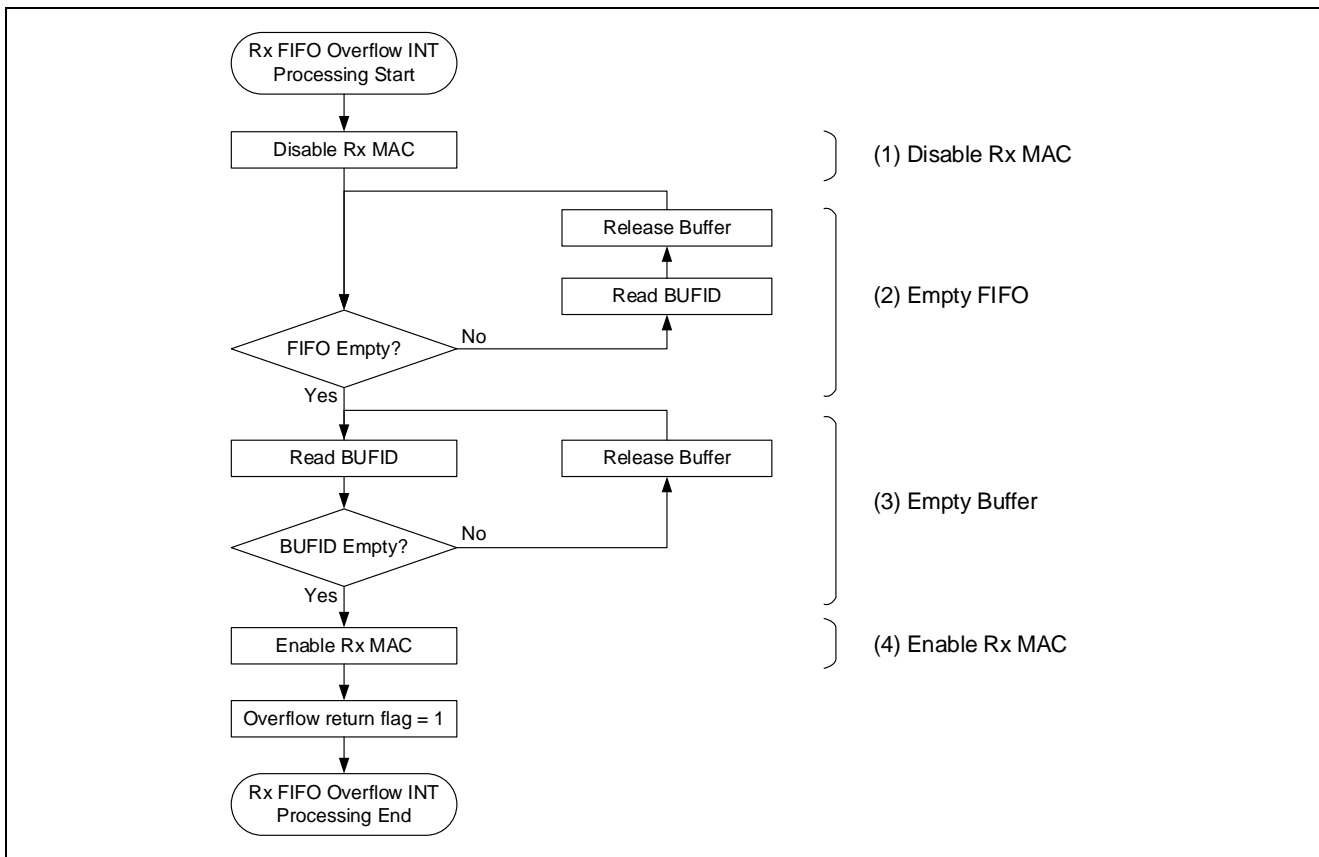 Rx FIFO Overflow INT
Processing Start
Disable Rx MAC
(1) Disable Rx MAC
Release Buffer
Read BUFID
(2) Empty FIFO
FIFO Empty?
No
Yes
Read BUFID
Release Buffer
(3) Empty Buffer
BUFID Empty?
No
Yes
Enable Rx MAC
(4) Enable Rx MAC
Overflow return flag = 1
Rx FIFO Overflow INT
Processing End